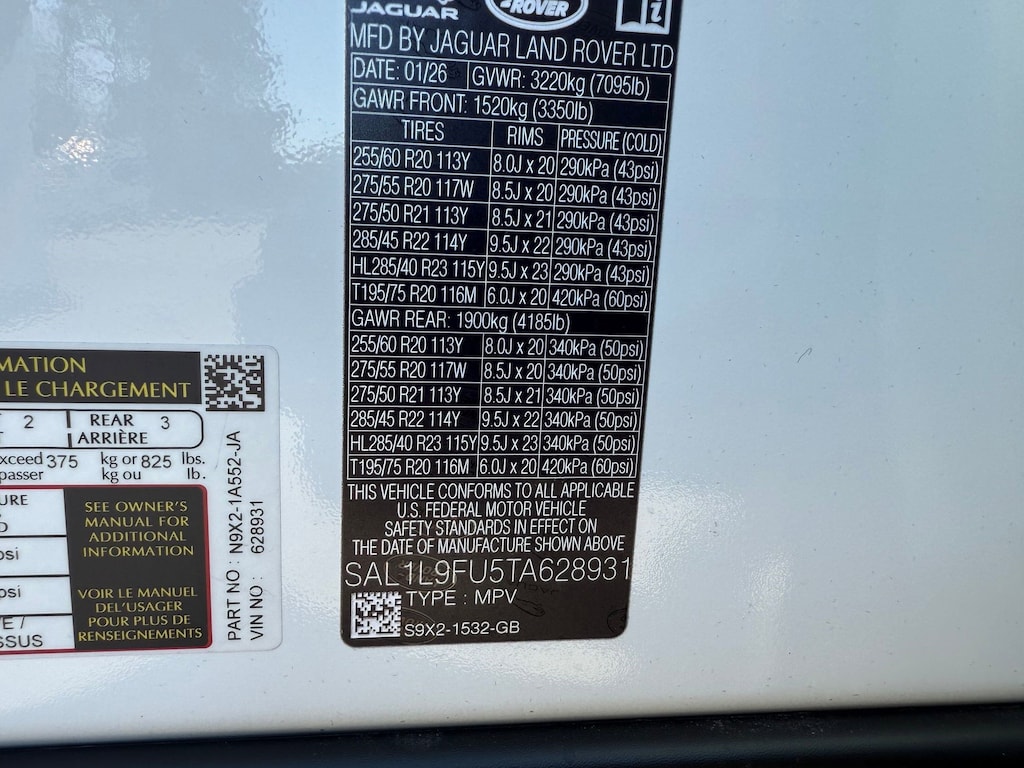 JAGUAR
ROVER
i
MFD BY JAGUAR LAND ROVER LTD
DATE: 01/26 GVWR: 3220kg (7095lb)
GAWR FRONT: 1520kg (3350lb)
TIRES RIMS PRESSURE (COLD)
255/60 R20 113Y 8.0J x 20 290kPa (43psi)
275/55 R20 117W 8.5J x 20 290kPa (43psi)
275/50 R21 113Y 8.5J x 21 290kPa (43psi)
285/45 R22 114Y 9.5J x 22 290kPa (43psi)
HL285/40 R23 115Y 9.5J x 23 290kPa (43psi)
T195/75 R20 116M 6.0J x 20 420kPa (60psi)
GAWR REAR: 1900kg (4185lb)
255/60 R20 113Y 8.0J x 20 340kPa (50psi)
275/55 R20 117W 8.5J x 20 340kPa (50psi)
275/50 R21 113Y 8.5J x 21 340kPa (50psi)
285/45 R22 114Y 9.5J x 22 340kPa (50psi)
HL285/40 R23 115Y 9.5J x 23 340kPa (50psi)
T195/75 R20 116M 6.0J x 20 420kPa (60psi)
THIS VEHICLE CONFORMS TO ALL APPLICABLE
U.S. FEDERAL MOTOR VEHICLE
SAFETY STANDARDS IN EFFECT ON
THE DATE OF MANUFACTURE SHOWN ABOVE
SAL1L9FU5TA628931
TYPE : MPV
S9X2-1532-GB
MATION
LE CHARGEMENT
2 REAR 3
ARRIÈRE
xceed 375 kg or 825 lbs.
passer kg ou lb.
URE
psi
psi
E /
SSUS
SEE OWNER'S
MANUAL FOR
ADDITIONAL
INFORMATION
VOIR LE MANUEL
DEL'USAGER
POUR PLUS DE
RENSEIGNEMENTS
PART NO : N9X2-1A552-JA
VIN NO : 628931